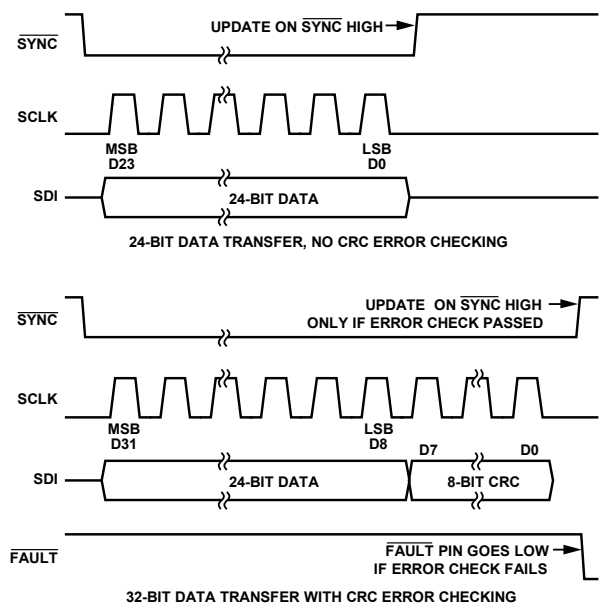 UPDATE ON SYNC HIGH
SYNC
SCLK
MSB
D23
LSB
D0
SDI
24-BIT DATA
24-BIT DATA TRANSFER, NO CRC ERROR CHECKING
UPDATE ON SYNC HIGH
ONLY IF ERROR CHECK PASSED
SYNC
SCLK
MSB
D31
LSB
D8
D7
D0
SDI
24-BIT DATA
8-BIT CRC
FAULT
FAULT PIN GOES LOW
IF ERROR CHECK FAILS
32-BIT DATA TRANSFER WITH CRC ERROR CHECKING